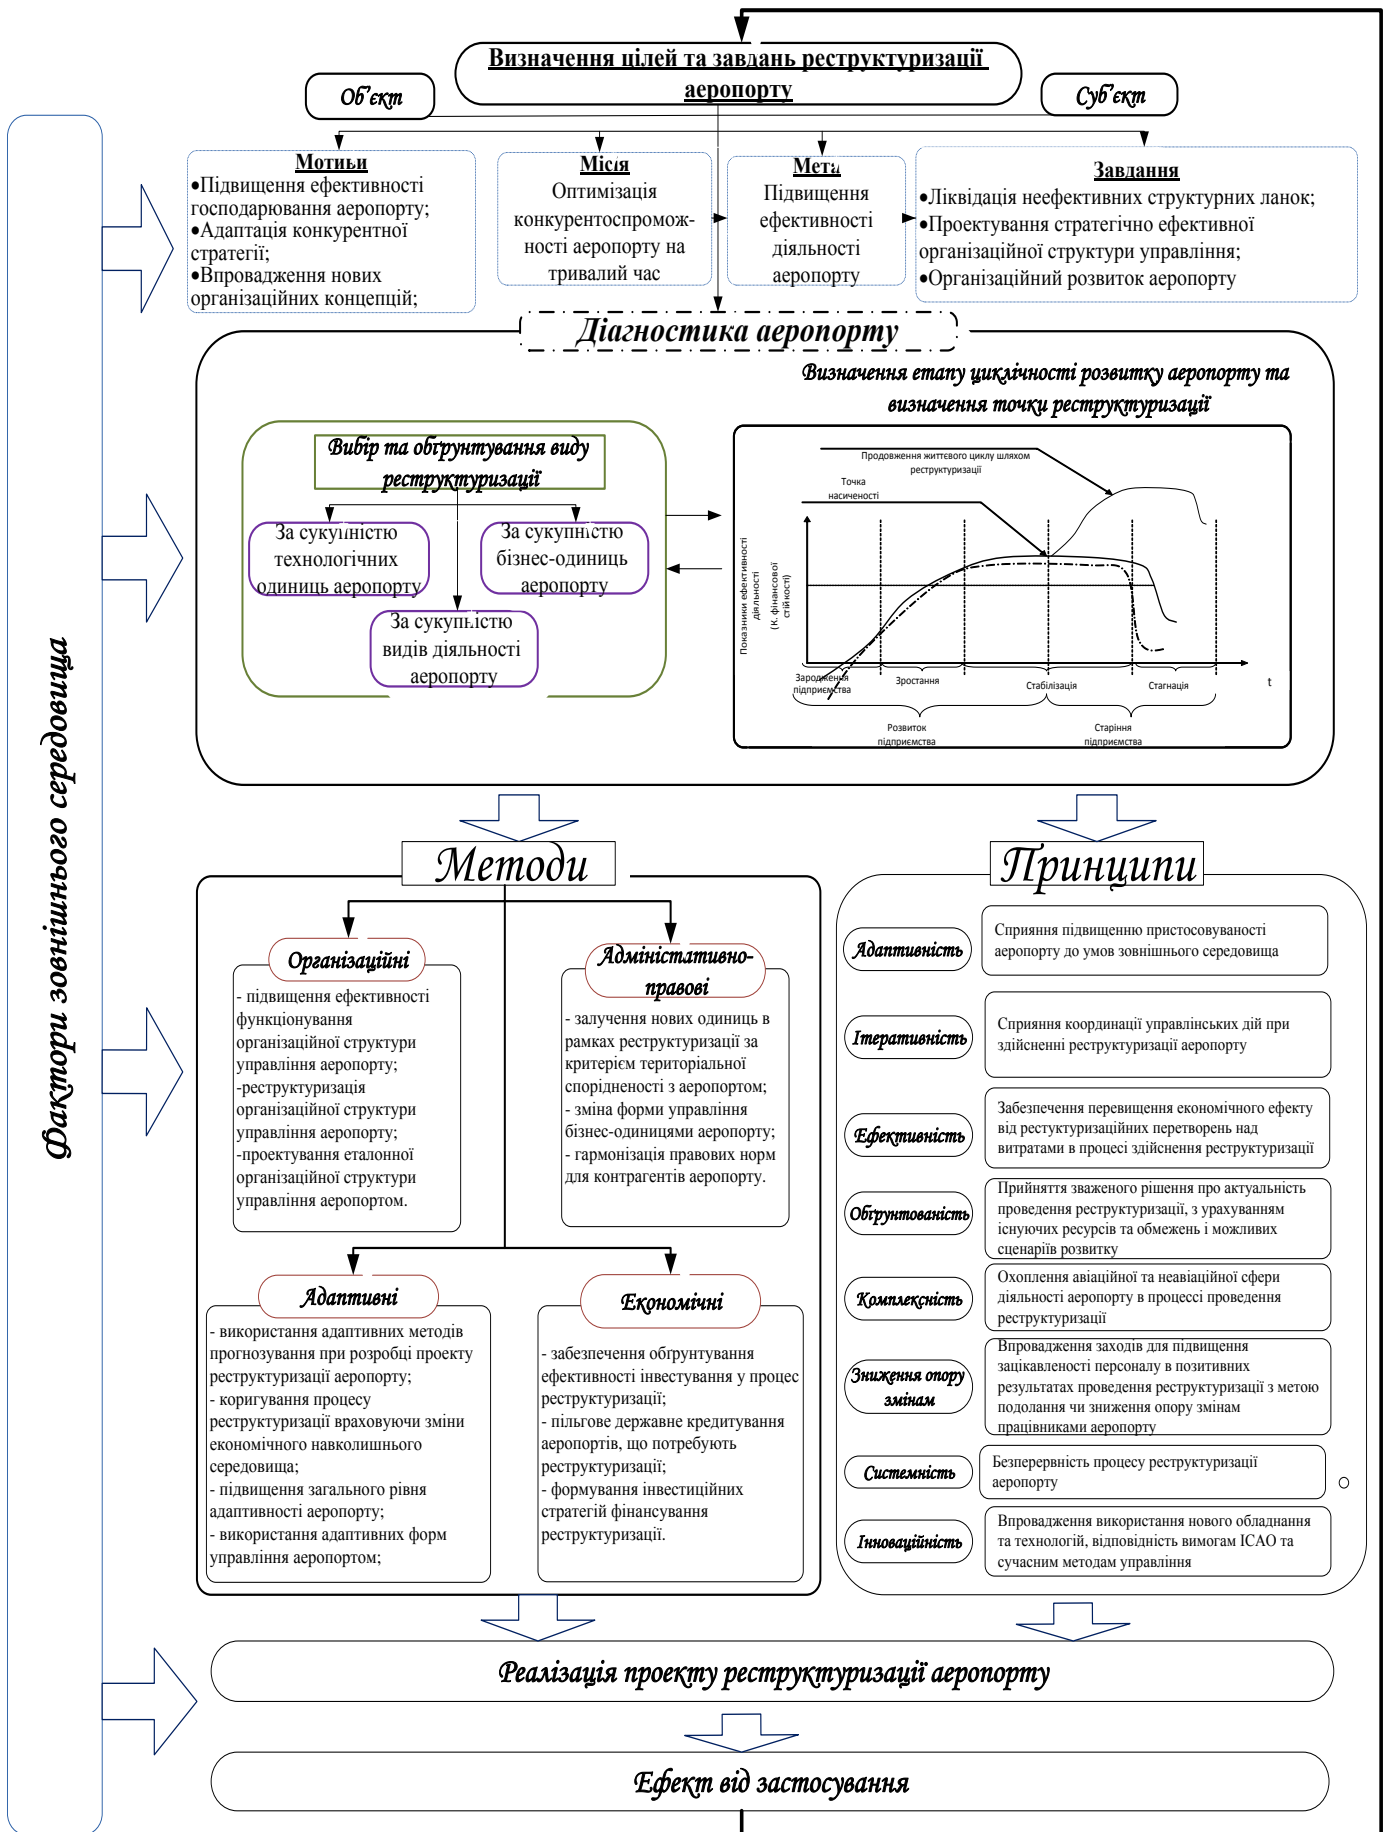 Визначення цілей та завдань реструктуризації
аеропорту
Об'єкт
Суб'єкт
Мотиви
•Підвищення ефективності
господарювання аеропорту;
•Адаптація конкурентної
стратегії;
•Впровадження нових
організаційних концепцій;
Місія
Оптимізація
конкурентоспромож-
ності аеропорту на
тривалий час
Мета
Підвищення
ефективності
діяльності
аеропорту
Завдання
•Ліквідація неефективних структурних ланок;
•Проектування стратегічно ефективної
організаційної структури управління;
•Організаційний розвиток аеропорту
Діагностика аеропорту
Визначення етапу циклічності розвитку аеропорту та
визначення точки реструктуризації
Вибір та обґрунтування виду
реструктуризації
За сукупністю
технологічних
одиниць аеропорту
За сукупністю
бізнес-одиниць
аеропорту
За сукупністю
видів діяльності
аеропорту
Продовження життєвого циклу шляхом
реструктуризації
Точка
насиченості
Показники ефективності
діяльності
(К. фінансової
стійкості)
Зародження
підприємства
Зростання
Стабілізація
Стагнація
t
Розвиток
підприємства
Старіння
підприємства
Фактори зовнішнього середовища
Методи
Організаційні
- підвищення ефективності
функціонування
організаційної структури
управління аеропорту;
-реструктуризація
організаційної структури
управління аеропорту;
-проектування еталонної
організаційної структури
управління аеропортом.
Адміністативно-
правові
- залучення нових одиниць в
рамках реструктуризації за
критерієм територіальної
спорідненості з аеропортом;
- зміна форми управління
бізнес-одиницями аеропорту;
- гармонізація правових норм
для контрагентів аеропорту.
Адаптивні
- використання адаптивних методів
прогнозування при розробці проекту
реструктуризації аеропорту;
- коригування процесу
реструктуризації враховуючи зміни
економічного навколишнього
середовища;
- підвищення загального рівня
адаптивності аеропорту;
- використання адаптивних форм
управління аеропортом;
Економічні
- забезпечення обґрунтування
ефективності інвестування у процес
реструктуризації;
- пільгове державне кредитування
аеропортів, що потребують
реструктуризації;
- формування інвестиційних
стратегій фінансування
реструктуризації.
Принципи
Адаптивність
Сприяння підвищенню пристосовуваності
аеропорту до умов зовнішнього середовища
Ітеративність
Сприяння координації управлінських дій при
здійсненні реструктуризації аеропорту
Ефективність
Забезпечення перевищення економічного ефекту
від рестуктуризаційних перетворень над
витратами в процесі здійснення реструктуризації
Обґрунтованість
Прийняття зваженого рішення про актуальність
проведення реструктуризації, з урахуванням
існуючих ресурсів та обмежень і можливих
сценаріїв розвитку
Комплексність
Охоплення авіаційної та неавіаційної сфери
діяльності аеропорту в процессі проведення
реструктуризації
Зниження опору
змінам
Впровадження заходів для підвищення
зацікавленості персоналу в позитивних
результатах проведення реструктуризації з метою
подолання чи зниження опору змінам
працівниками аеропорту
Системність
Безперервність процесу реструктуризації
аеропорту
Інноваційність
Впровадження використання нового обладнання
та технологій, відповідність вимогам ІСАО та
сучасним методам управління
Реалізація проекту реструктуризації аеропорту
Ефект від застосування